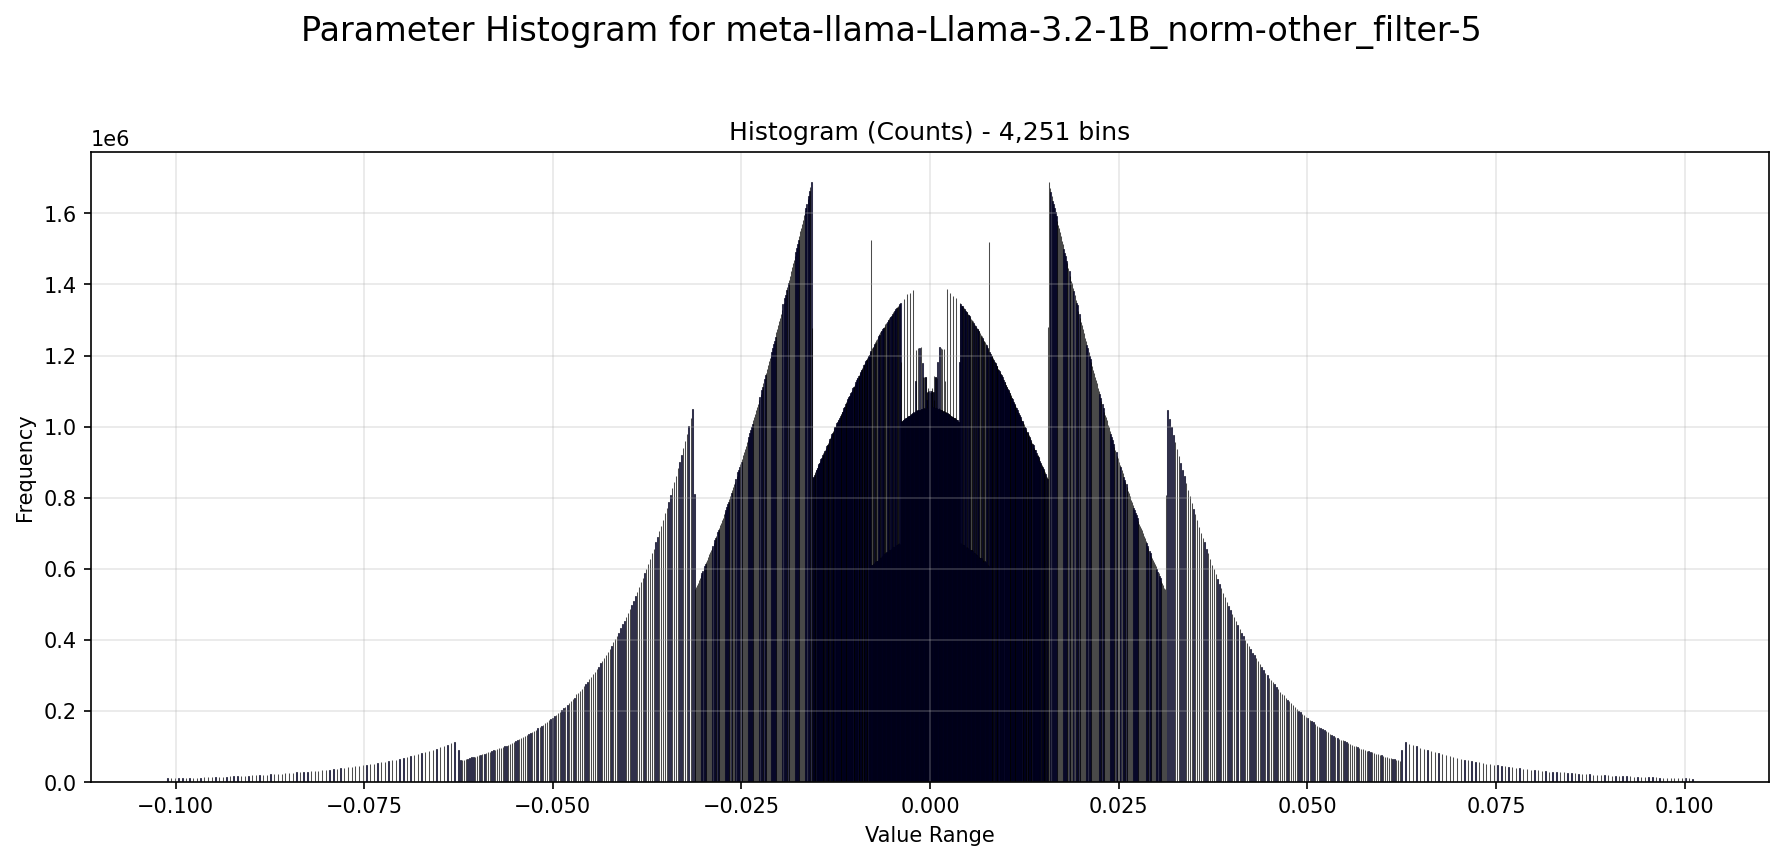 Parameter Histogram for meta-llama-Llama-3.2-1B_norm-other_filter-5
Histogram (Counts) - 4,251 bins
1e6
1.6
1.4
1.2
1.0
0.8
0.6
0.4
0.2
0.0
Frequency
−0.100 −0.075 −0.050 −0.025 0.000 0.025 0.050 0.075 0.100
Value Range